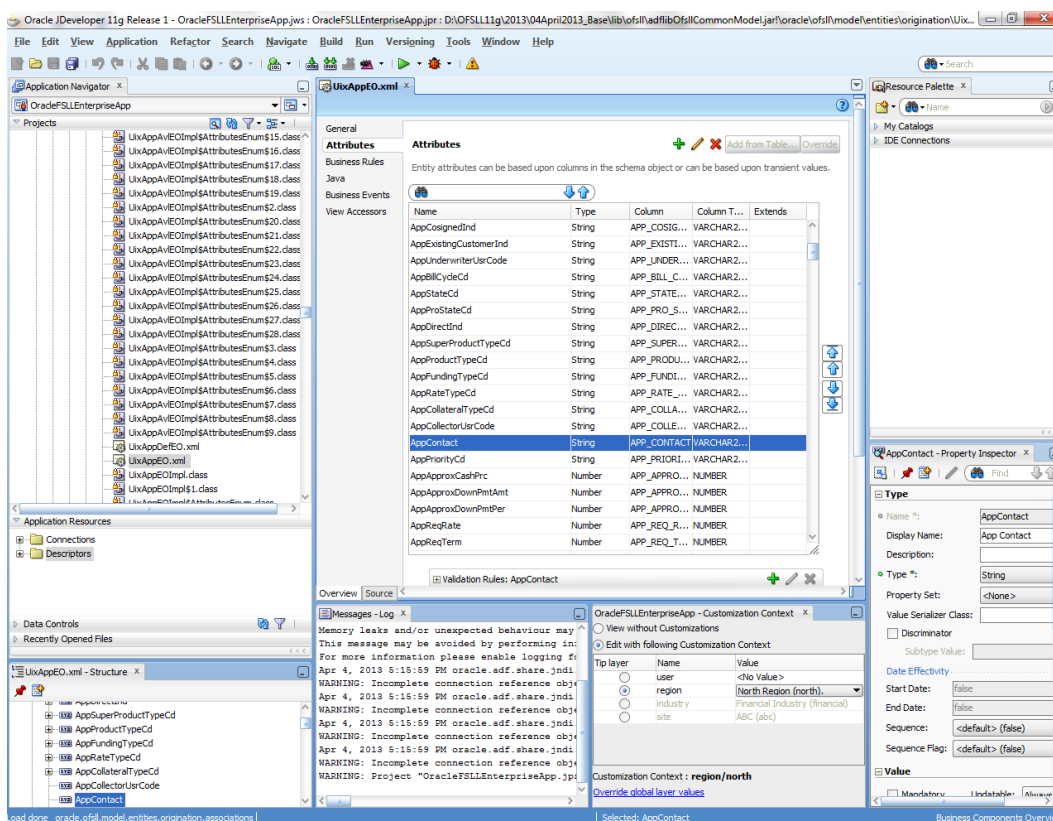 Oracle JDeveloper 11g Release 1 - OracleFSLLEnterpriseApp.jws : OracleFSLLEnterpriseApp.jpr : D:\OFSLL11g\2013\04April2013_Base\lib\ofsll\adflibOfsllCommonModel.jar!\oracle\ofsll\model\entities\origination\Uix...
File Edit View Application Refactor Search Navigate Build Run Versioning Tools Window Help
Search
Application Navigator
OracleFSLLEnterpriseApp
Projects
UixAppAvlEOImpl$AttributesEnum$15.class
UixAppAvlEOImpl$AttributesEnum$16.class
UixAppAvlEOImpl$AttributesEnum$17.class
UixAppAvlEOImpl$AttributesEnum$18.class
UixAppAvlEOImpl$AttributesEnum$19.class
UixAppAvlEOImpl$AttributesEnum$2.class
UixAppAvlEOImpl$AttributesEnum$20.class
UixAppAvlEOImpl$AttributesEnum$21.class
UixAppAvlEOImpl$AttributesEnum$22.class
UixAppAvlEOImpl$AttributesEnum$23.class
UixAppAvlEOImpl$AttributesEnum$24.class
UixAppAvlEOImpl$AttributesEnum$25.class
UixAppAvlEOImpl$AttributesEnum$26.class
UixAppAvlEOImpl$AttributesEnum$27.class
UixAppAvlEOImpl$AttributesEnum$28.class
UixAppAvlEOImpl$AttributesEnum$3.class
UixAppAvlEOImpl$AttributesEnum$4.class
UixAppAvlEOImpl$AttributesEnum$5.class
UixAppAvlEOImpl$AttributesEnum$6.class
UixAppAvlEOImpl$AttributesEnum$7.class
UixAppAvlEOImpl$AttributesEnum$8.class
UixAppAvlEOImpl$AttributesEnum$9.class
UixAppDefEO.xml
UixAppEO.xml
UixAppEOImpl.class
UixAppEOImpl$1.class
UixAppEOImpl$AttributesEnum.class
Application Resources
Connections
Descriptors
Data Controls
Recently Opened Files
UixAppEO.xml - Structure
AppDirectInd
AppSuperProductTypeCd
AppProductTypeCd
AppFundingTypeCd
AppRateTypeCd
AppCollateralTypeCd
AppCollectorUsrCode
AppContact
UixAppEO.xml
General
Attributes
Business Rules
Java
Business Events
View Accessors
Attributes
Add from Table... Override
Entity attributes can be based upon columns in the schema object or can be based upon transient values.
Name Type Column Column T... Extends
AppCosignedInd String APP_COSIG... VARCHAR2...
AppExistingCustomerInd String APP_EXISTI... VARCHAR2...
AppUnderwriterUsrCode String APP_UNDER... VARCHAR2...
AppBillCycleCd String APP_BILL_C... VARCHAR2...
AppStateCd String APP_STATE... VARCHAR2...
AppProStateCd String APP_PRO_S... VARCHAR2...
AppDirectInd String APP_DIREC... VARCHAR2...
AppSuperProductTypeCd String APP_SUPER... VARCHAR2...
AppProductTypeCd String APP_PRODU... VARCHAR2...
AppFundingTypeCd String APP_FUNDI... VARCHAR2...
AppRateTypeCd String APP_RATE_... VARCHAR2...
AppCollateralTypeCd String APP_COLLA... VARCHAR2...
AppCollectorUsrCode String APP_COLLE... VARCHAR2...
AppContact String APP_CONTACT VARCHAR2...
AppPriorityCd String APP_PRIORI... VARCHAR2...
AppApproxCashPrc Number APP_APPRO... NUMBER
AppApproxDownPmtAmt Number APP_APPRO... NUMBER
AppApproxDownPmtPer Number APP_APPRO... NUMBER
AppReqRate Number APP_REQ_R... NUMBER
AppReqTerm Number APP_REQ_T... NUMBER
Validation Rules: AppContact
Overview Source
Messages - Log
Memory leaks and/or unexpected behaviour may
This message may be avoided by performing in
For more information please enable logging fo
Apr 4, 2013 5:15:59 PM oracle.adf.share.jndi
WARNING: Incomplete connection reference obje
Apr 4, 2013 5:15:59 PM oracle.adf.share.jndi
WARNING: Incomplete connection reference obje
Apr 4, 2013 5:15:59 PM oracle.adf.share.jndi
WARNING: Incomplete connection reference obje
Apr 4, 2013 5:15:59 PM oracle.adf.share.jndi
WARNING: Incomplete connection reference obje
WARNING: Project "OracleFSLLEnterpriseApp.jp
OracleFSLLEnterpriseApp - Customization Context
View without Customizations
Edit with following Customization Context
Tip layer Name Value
user <No Value>
region North Region (north).
industry Financial Industry (financial)
site ABC (abc)
Customization Context : region/north
Override global layer values
Resource Palette
Name
My Catalogs
IDE Connections
AppContact - Property Inspector
Find
Type
Name *: AppContact
Display Name: App Contact
Description:
Type *: String
Property Set: <None>
Value Serializer Class:
Discriminator
Subtype Value:
Date Effectivity
Start Date: false
End Date: false
Sequence: <default> (false)
Sequence Flag: <default> (false)
Value
Mandatory Updatable: Always
oad done oracle.ofsll.model.entities.origination.associations
Selected: AppContact
Business Components Overvi